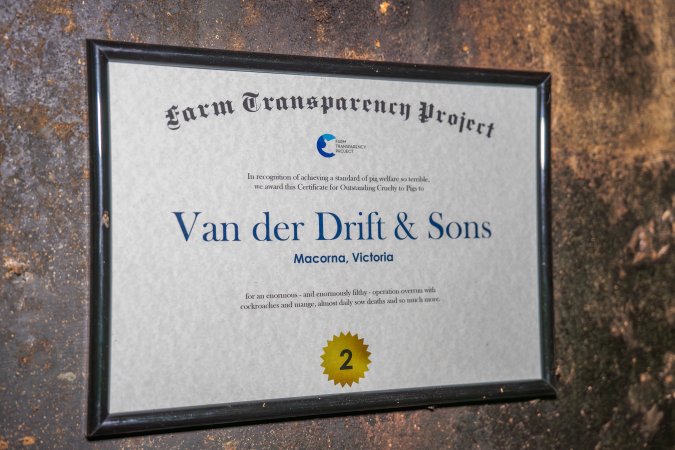 Farm Transparency Project
FARM
TRANSPARENCY
PROJECT
In recognition of achieving a standard of pig welfare so terrible,
we award this Certificate for Outstanding Cruelty to Pigs to
Van der Drift & Sons
Macorna, Victoria
for an enormous - and enormously filthy - operation overrun with
cockroaches and mange, almost daily sow deaths and so much more.
2